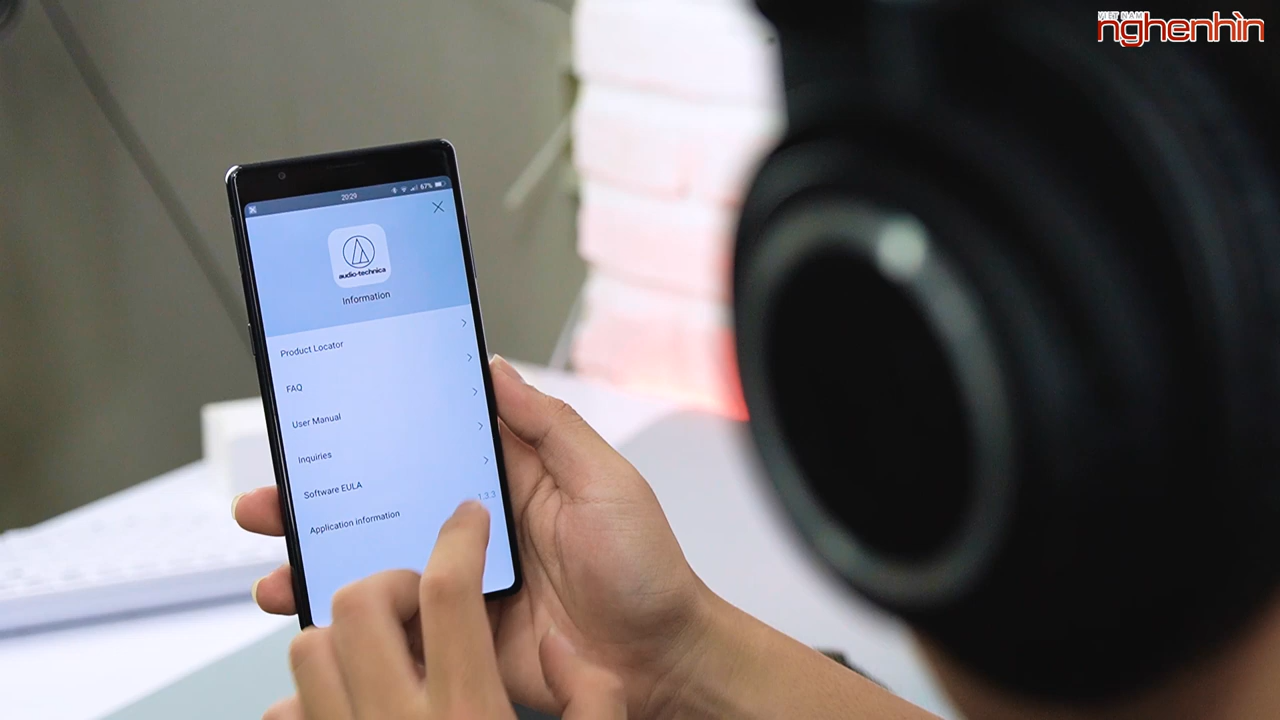 VIET NAM
nghenhìn
20:29
67%
audio-technica
Information
Product Locator
FAQ
User Manual
Inquiries
Software EULA
1.3.3
Application information